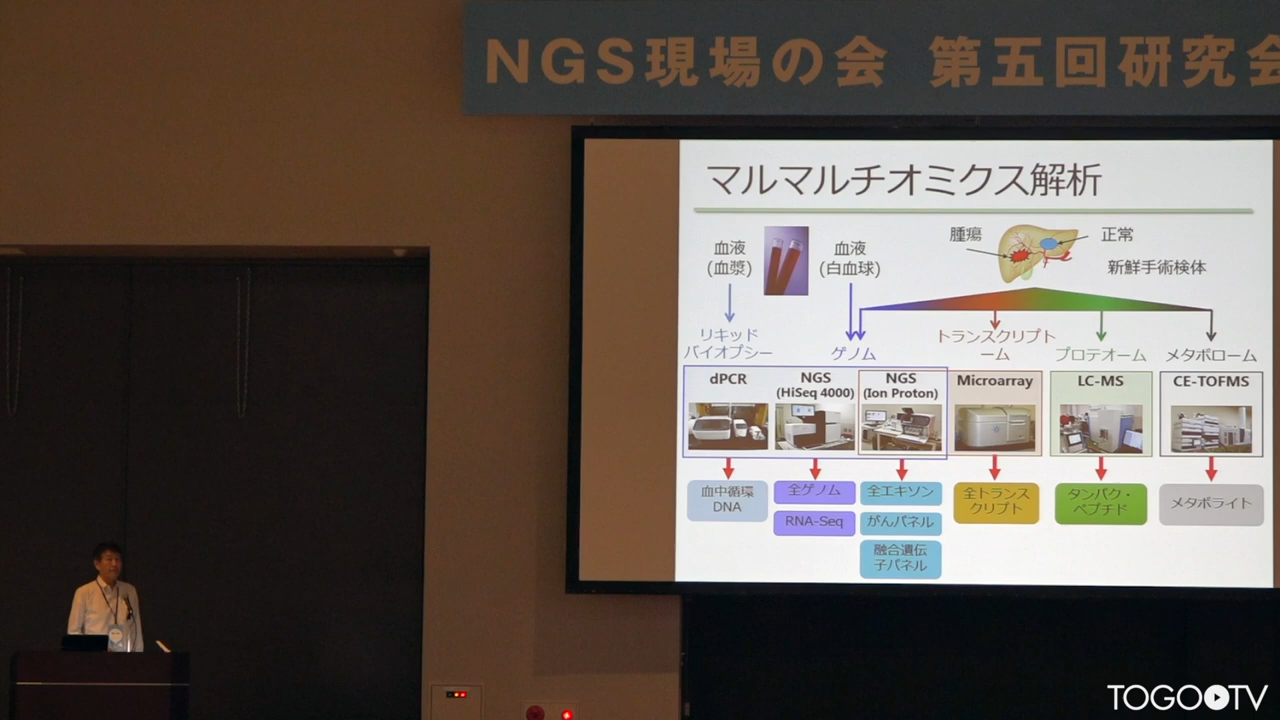 NGS現場の会 第五回研究会
マルマルチオミクス解析
血液
(血漿)
血液
(白血球)
腫瘍
正常
新鮮手術検体
リキッド
バイオプシー
ゲノム
トランスクリプト
ーム
プロテオーム
メタボローム
dPCR
NGS
(HiSeq 4000)
NGS
(Ion Proton)
Microarray
LC-MS
CE-TOFMS
血中循環
DNA
全ゲノム
RNA-Seq
全エキソン
がんパネル
融合遺伝
子パネル
全トランス
クリプト
タンパク・
ペプチド
メタボライト
TOGOTV